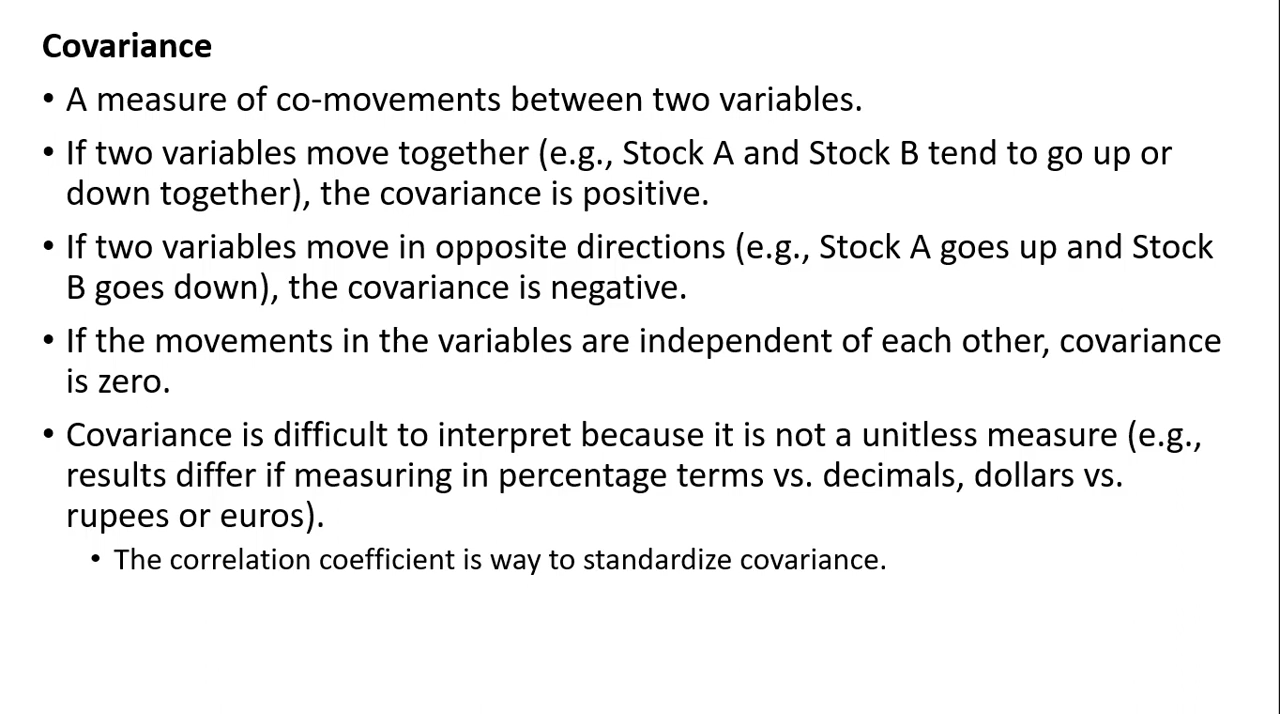 Covariance
• A measure of co-movements between two variables.
• If two variables move together (e.g., Stock A and Stock B tend to go up or
down together), the covariance is positive.
• If two variables move in opposite directions (e.g., Stock A goes up and Stock
B goes down), the covariance is negative.
• If the movements in the variables are independent of each other, covariance
is zero.
• Covariance is difficult to interpret because it is not a unitless measure (e.g.,
results differ if measuring in percentage terms vs. decimals, dollars vs.
rupees or euros).
• The correlation coefficient is way to standardize covariance.